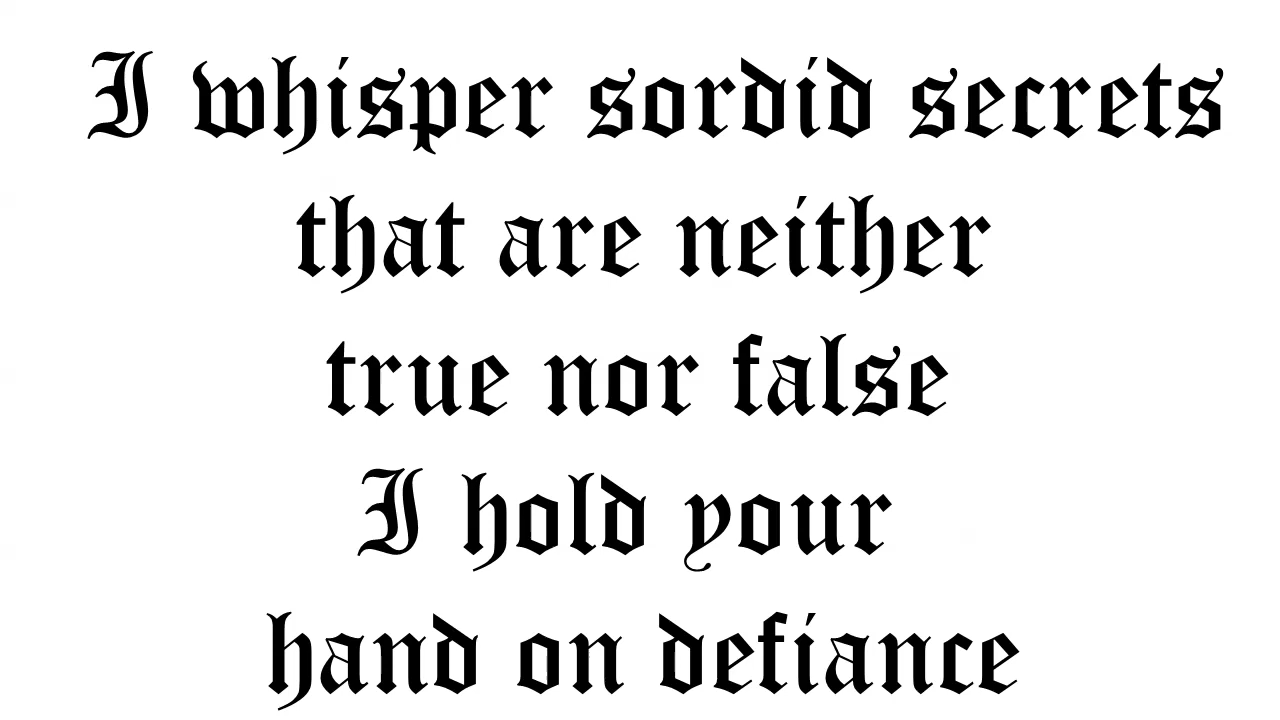 I whisper sordid secrets
that are neither
true nor false
I hold your
hand on defiance